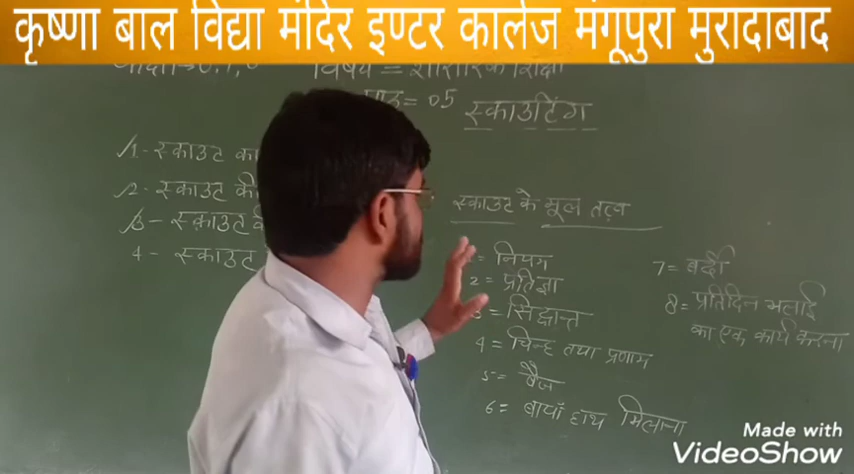 कृष्णा बाल विद्या मंदिर इण्टर कालेज मंगूपुरा मुरादाबाद
विषय = शारीरिक शिक्षा
पाठ = 05 स्काउटिंग
1- स्काउट का
2- स्काउट की
3- स्काउट
4- स्काउट
स्काउट के मूल तत्व
= नियम
2 = प्रतिज्ञा
3 = सिद्धान्त
4 = चिन्ह तथा प्रणाम
5 = बैज
6 = बायाँ हाथ मिलाना
7 = वर्दी
8 = प्रतिदिन भलाई
का एक कार्य करना
Made with
VideoShow